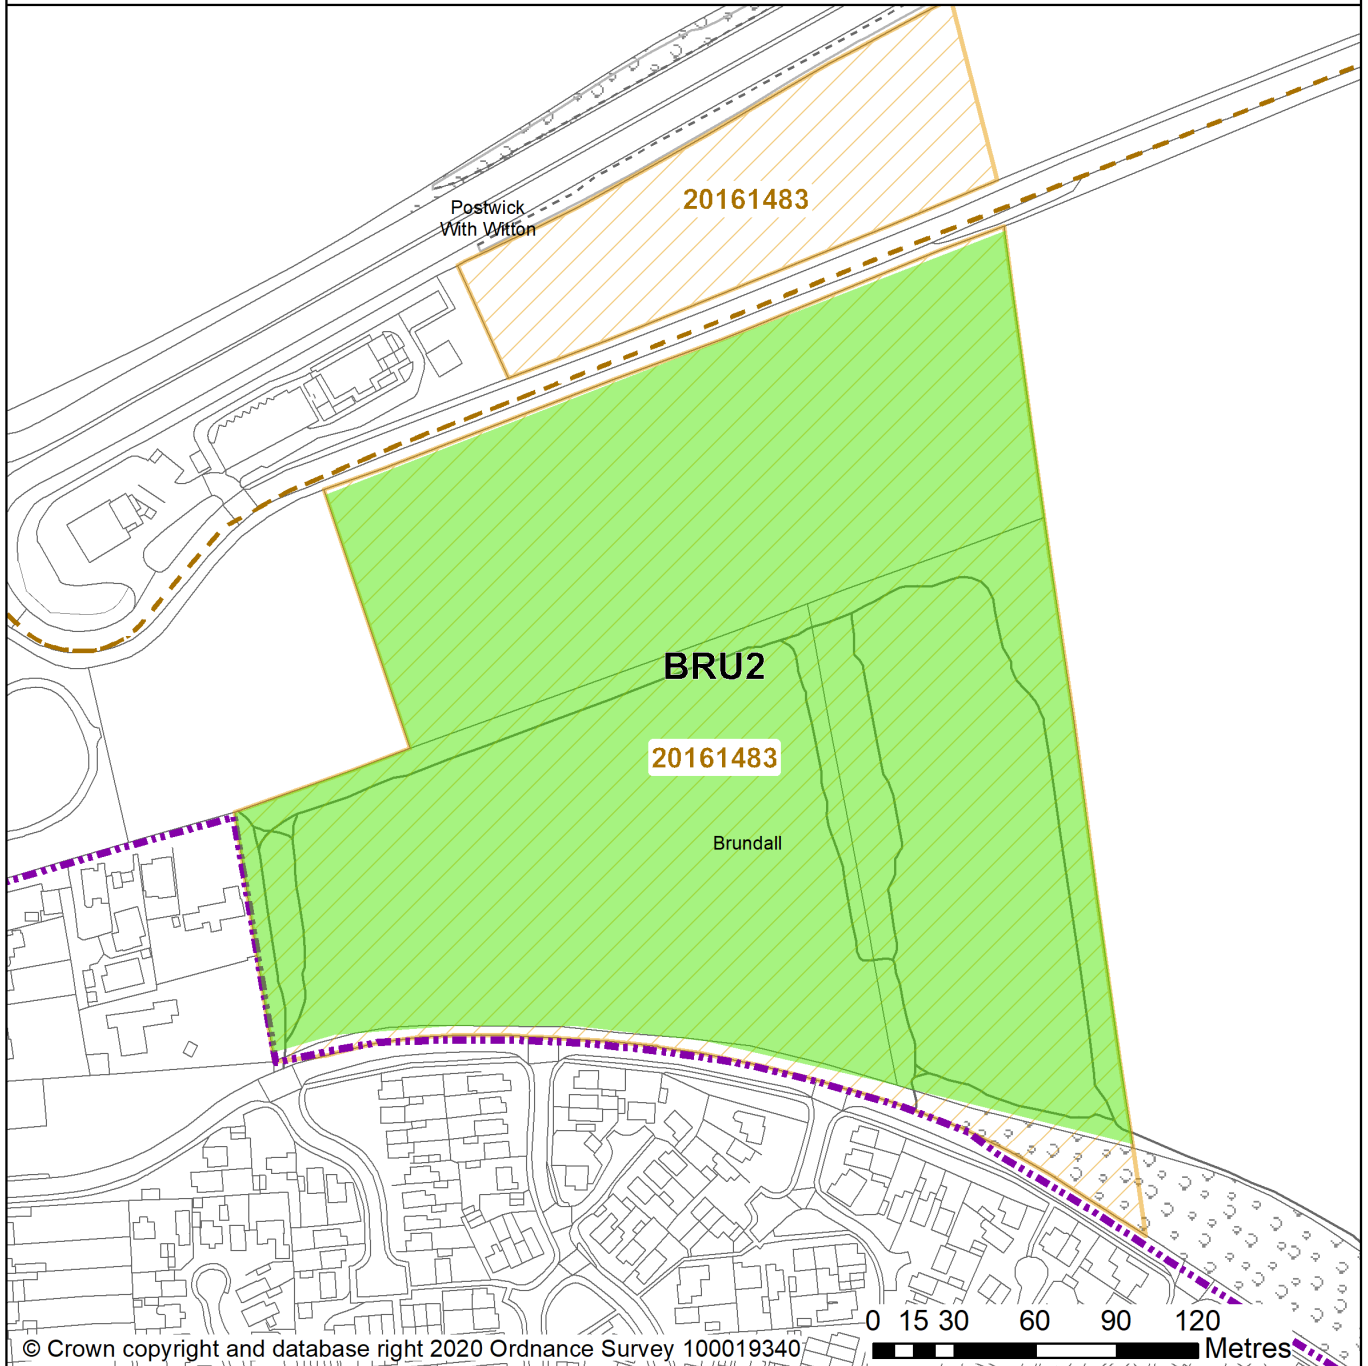 20161483
Postwick
With Witton
BRU2
20161483
Brundall
0 15 30 60 90 120
Metres
© Crown copyright and database right 2020 Ordnance Survey 100019340